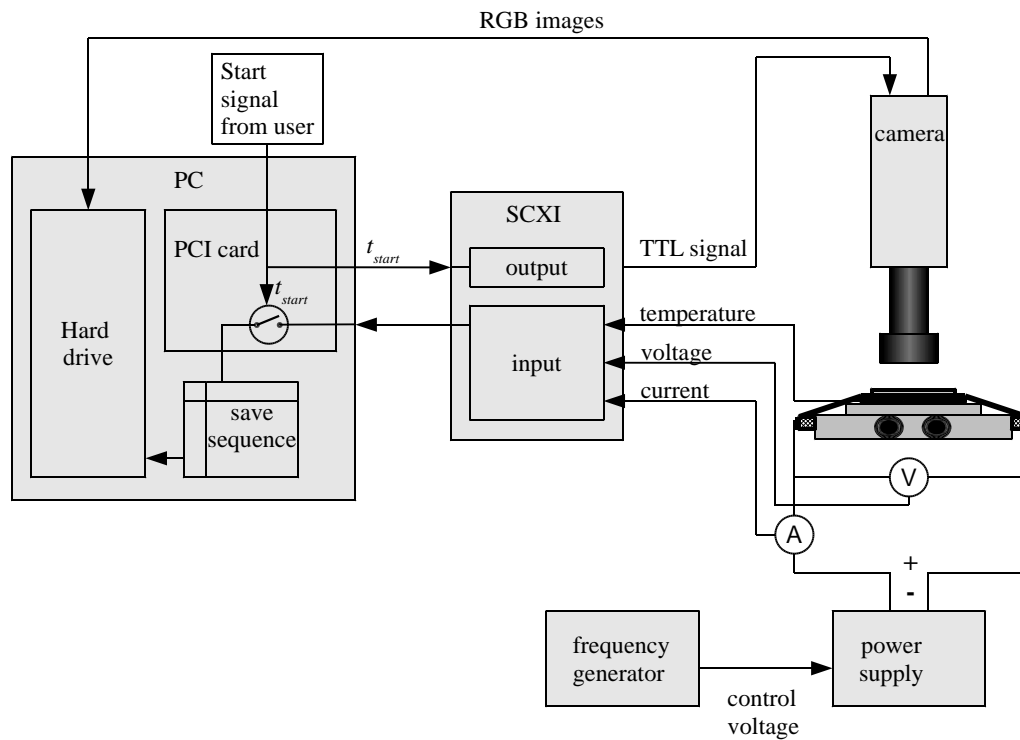 RGB images
Start
signal
from user
camera
PC
SCXI
PCI card
t_start
TTL signal
output
t_start
temperature
Hard
drive
input
voltage
current
save
sequence
V
A
+
-
frequency
generator
power
supply
control
voltage